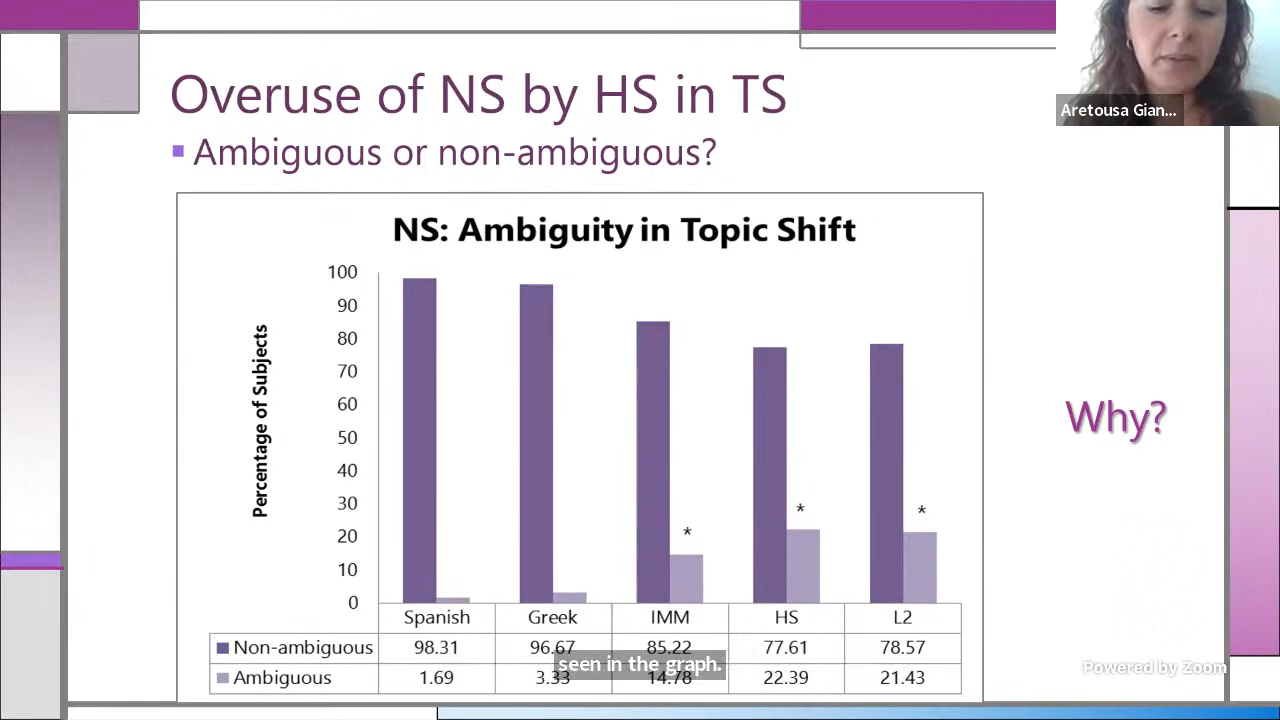 Overuse of NS by HS in TS
Aretousa Gian...
Ambiguous or non-ambiguous?
NS: Ambiguity in Topic Shift
Percentage of Subjects
100
90
80
70
60
50
40
30
20
10
0
* * *
Spanish Greek IMM HS L2
Non-ambiguous 98.31 96.67 85.22 77.61 78.57
Ambiguous 1.69 3.33 14.78 22.39 21.43
seen in the graph.
Why?
Powered by Zoom